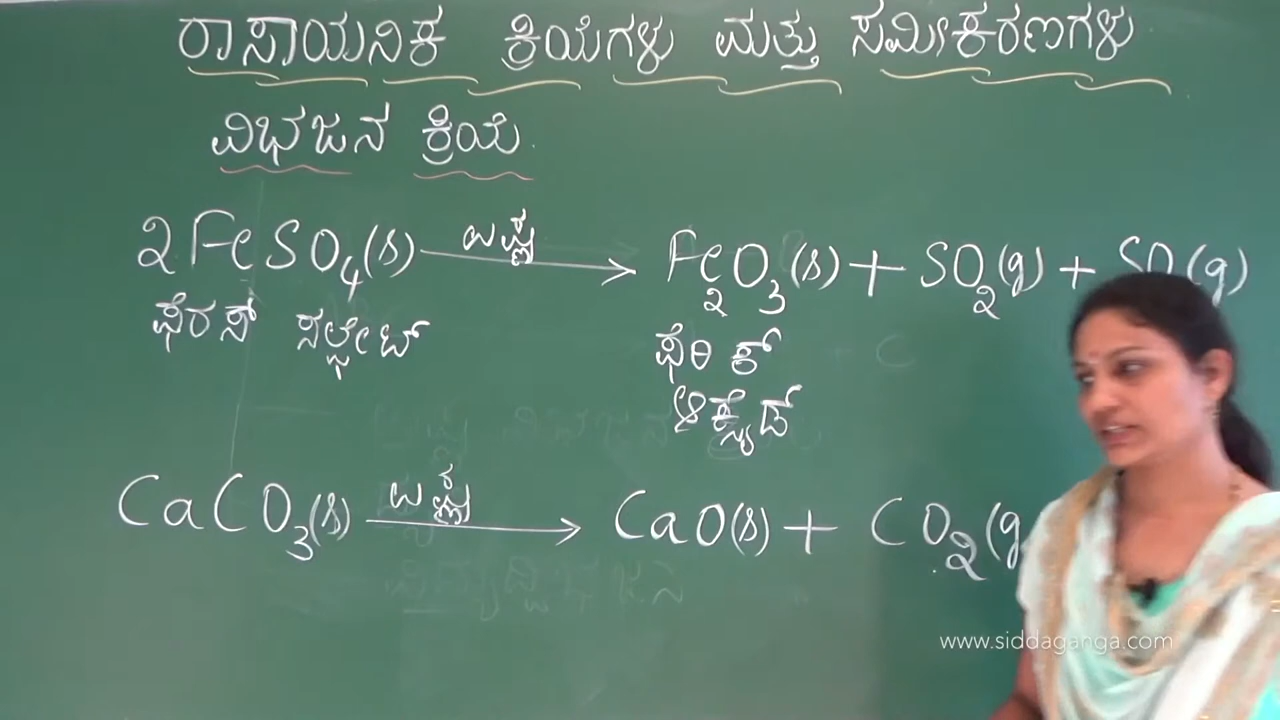 ರಾಸಾಯನಿಕ ಕ್ರಿಯೆಗಳು ಮತ್ತು ಸಮೀಕರಣಗಳು
ವಿಭಜನ ಕ್ರಿಯೆ.
2FeSO₄(s) ಉಷ್ಣ → Fe₂O₃(s) + SO₂(g) + SO (g)
ಫೆರಸ್ ಸಲ್ಫೇಟ್ ಫೆರಿಕ್
ಆಕ್ಸೈಡ್
CaCO₃(s) ಉಷ್ಣ → CaO(s) + CO₂(g
www.siddaganga.com